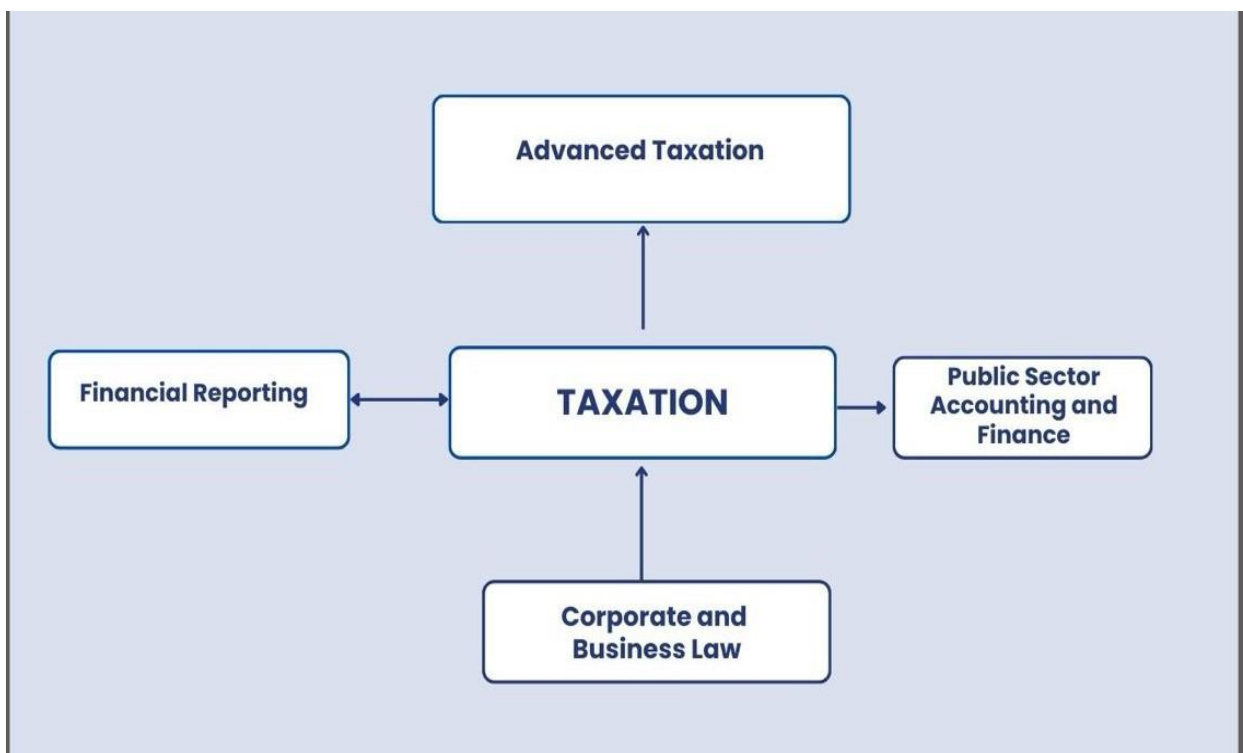 Advanced Taxation
Financial Reporting
TAXATION
Public Sector
Accounting and
Finance
Corporate and
Business Law